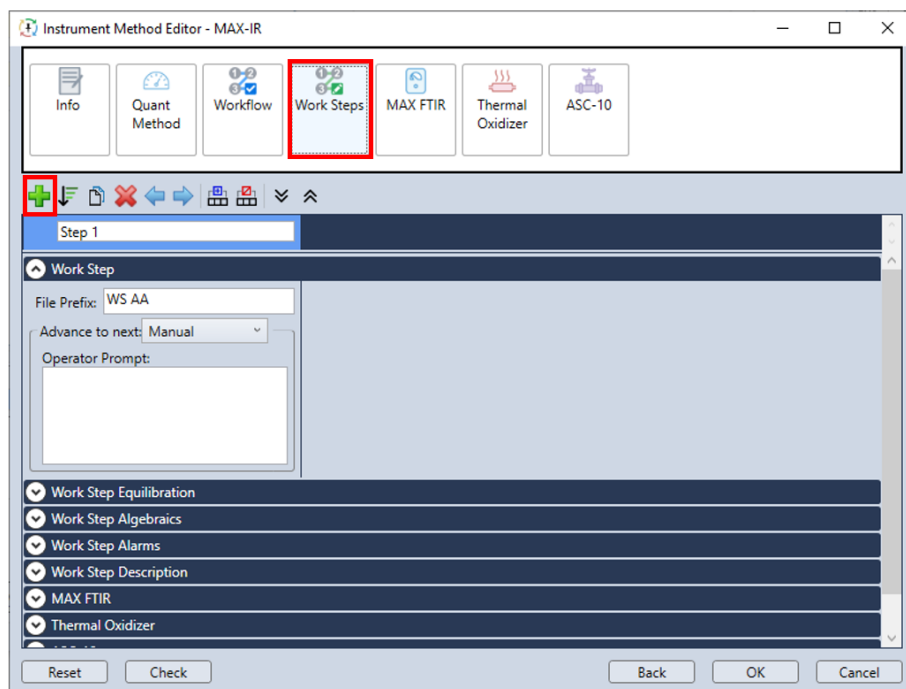 Instrument Method Editor - MAX-IR
Info
Quant
Method
Workflow
Work Steps
MAX FTIR
Thermal
Oxidizer
ASC-10
Step 1
Work Step
File Prefix: WS AA
Advance to next: Manual
Operator Prompt:
Work Step Equilibration
Work Step Algebraics
Work Step Alarms
Work Step Description
MAX FTIR
Thermal Oxidizer
Reset
Check
Back
OK
Cancel